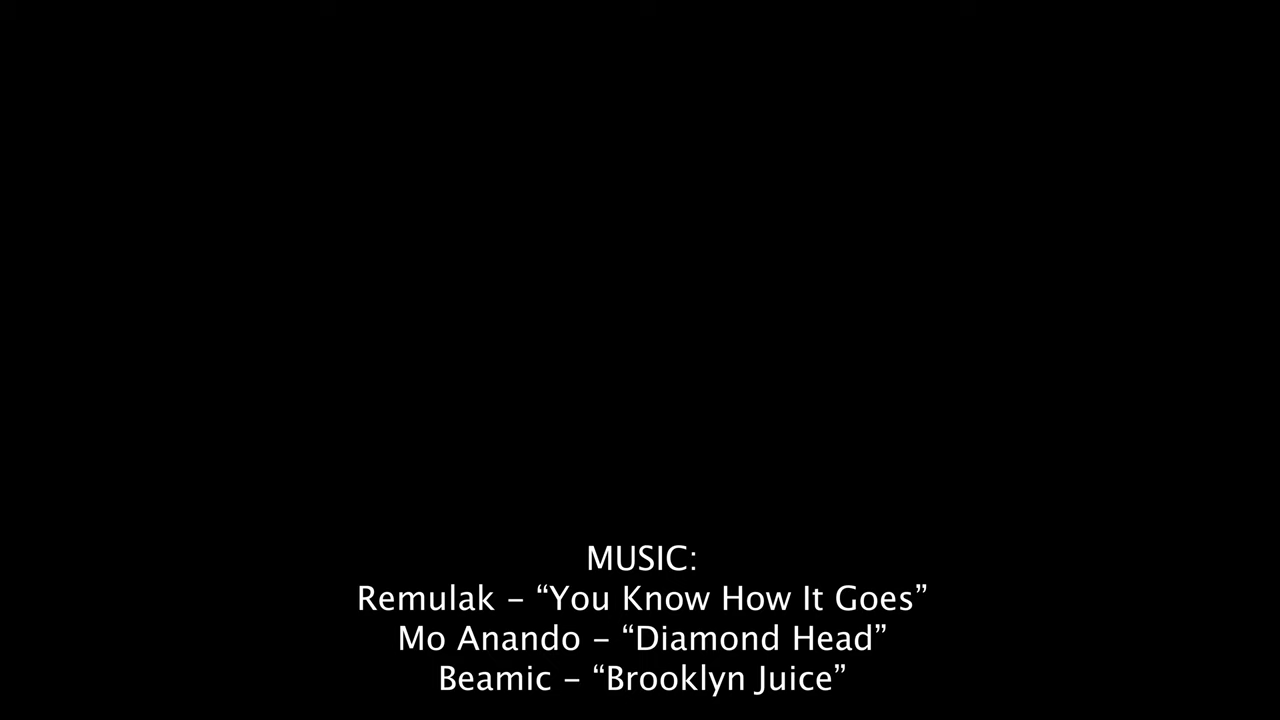 MUSIC:
Remulak – “You Know How It Goes”
Mo Anando – “Diamond Head”
Beamic – “Brooklyn Juice”